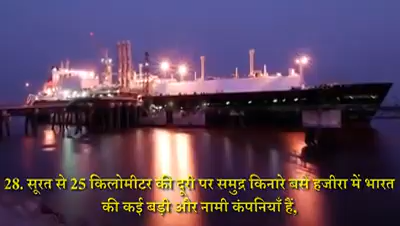 28. सूरत से 25 किलोमीटर की दूरी पर समुद्र किनारे बसे हजीरा में भारत
की कई बड़ी और नामी कंपनियाँ हैं,